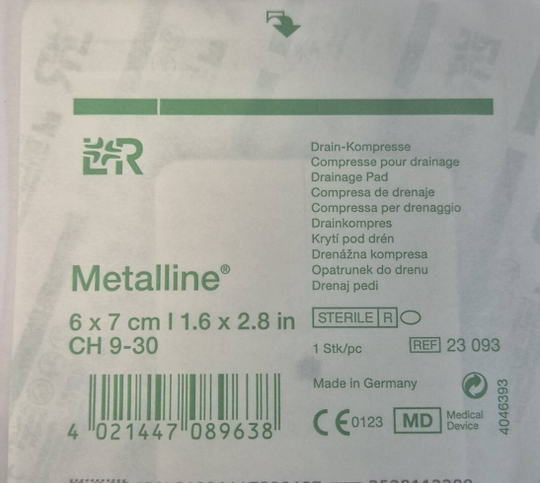 L&R
Drain-Kompresse
Compresse pour drainage
Drainage Pad
Compresa de drenaje
Compressa per drenaggio
Drainkompres
Krytí pod drén
Drenážna kompresa
Opatrunek do drenu
Drenaj pedi
Metalline®
6 x 7 cm | 1.6 x 2.8 in
CH 9-30
STERILE R
1 Stk/pc
REF 23 093
Made in Germany
CE 0123
MD Medical
Device
4046393
4 021447 089638